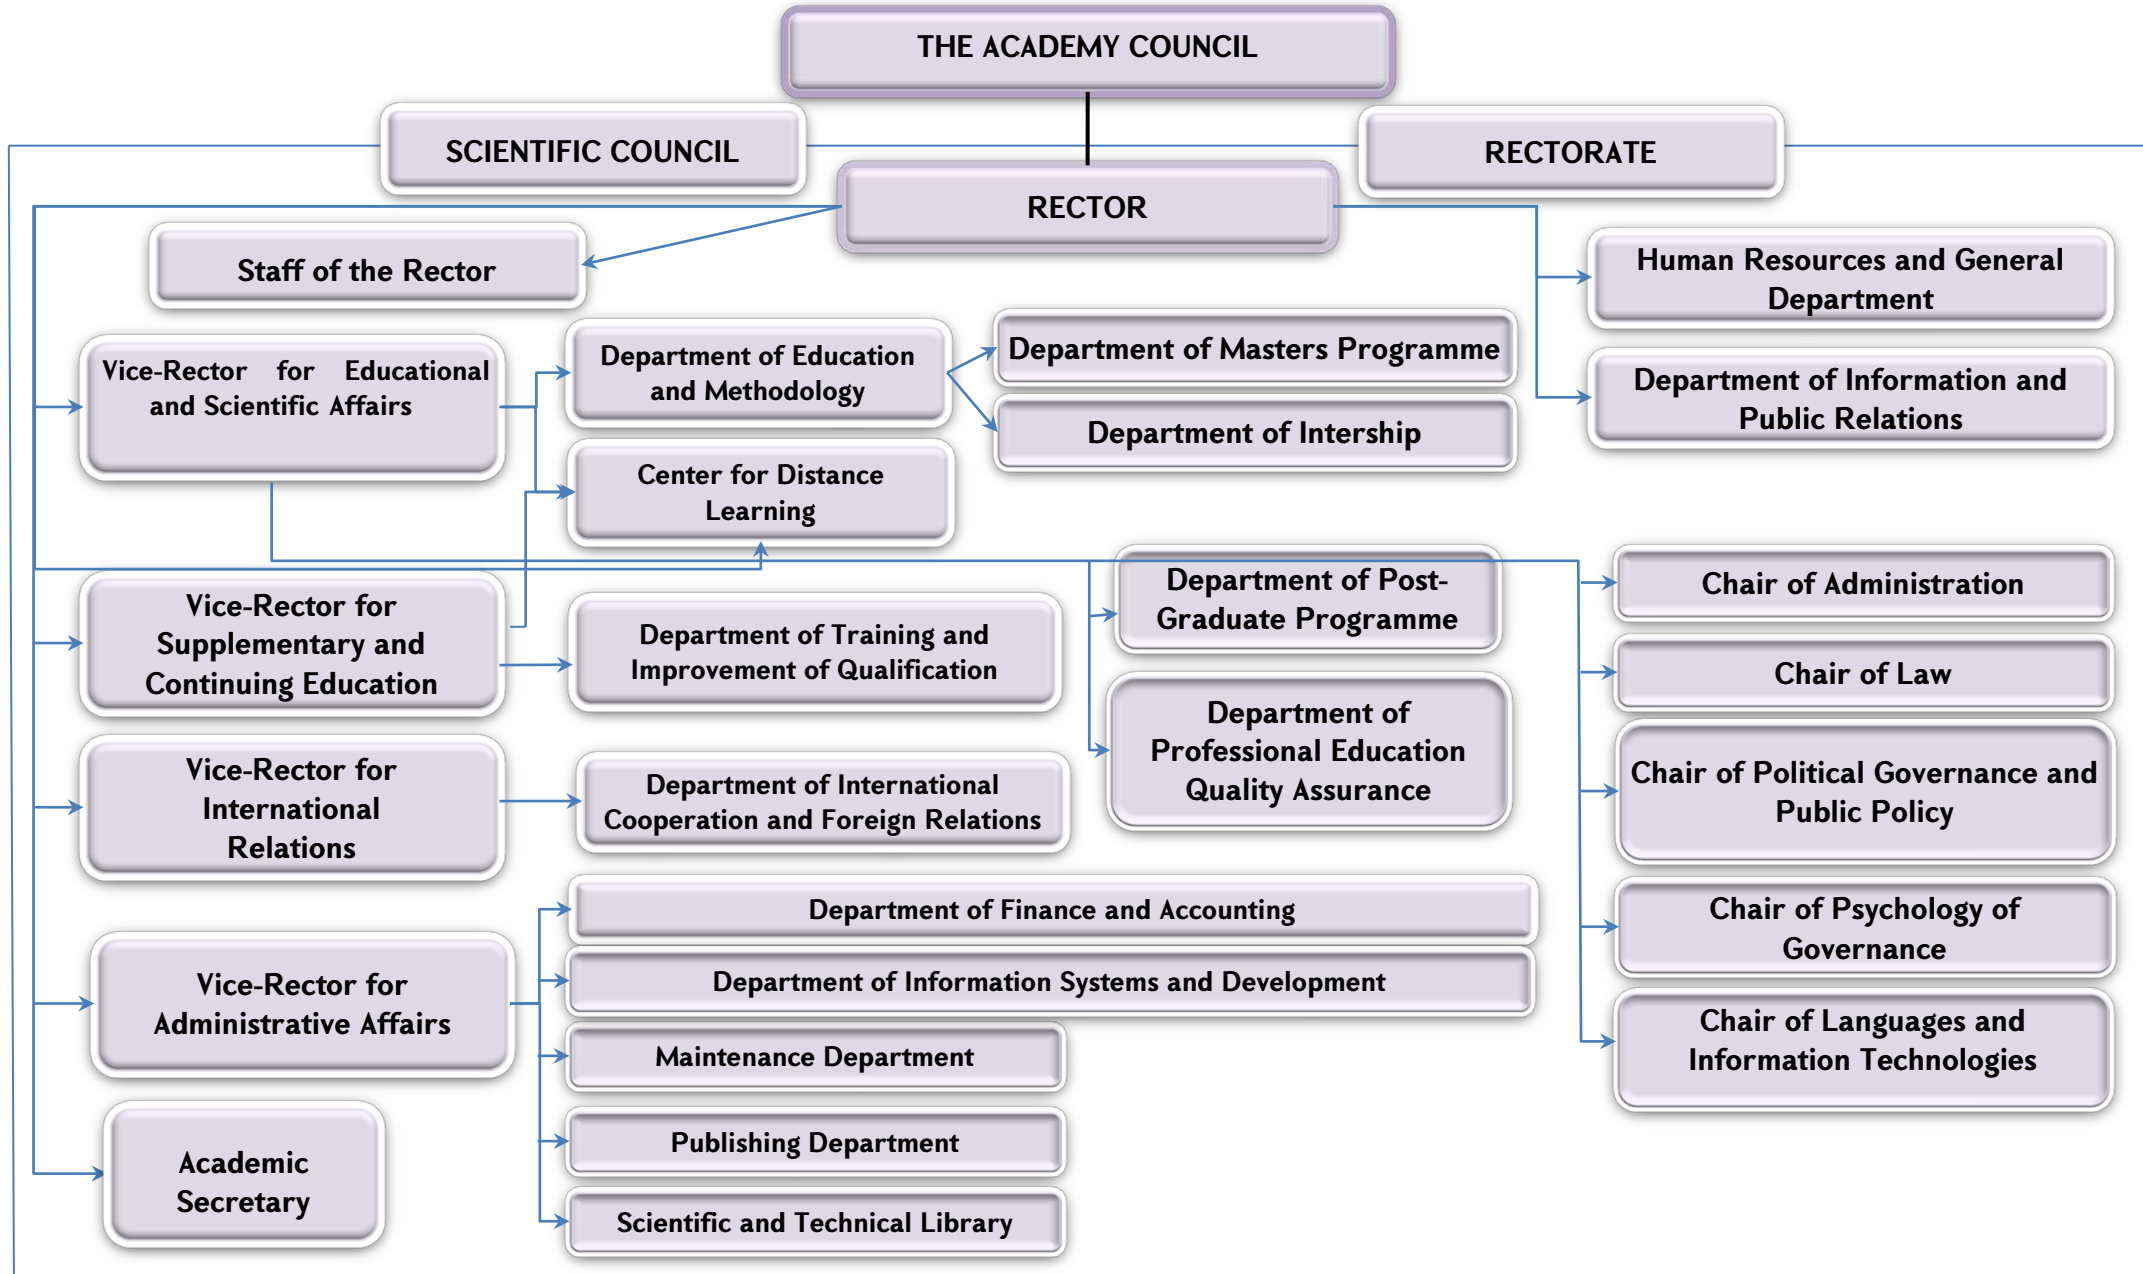 THE ACADEMY COUNCIL
SCIENTIFIC COUNCIL
RECTORATE
RECTOR
Staff of the Rector
Human Resources and General
Department
Department of Information and
Public Relations
Vice-Rector for Educational
and Scientific Affairs
Department of Education
and Methodology
Department of Masters Programme
Department of Intership
Center for Distance
Learning
Vice-Rector for
Supplementary and
Continuing Education
Department of Training and
Improvement of Qualification
Department of Post-
Graduate Programme
Department of
Professional Education
Quality Assurance
Chair of Administration
Chair of Law
Chair of Political Governance and
Public Policy
Chair of Psychology of
Governance
Chair of Languages and
Information Technologies
Vice-Rector for
International
Relations
Department of International
Cooperation and Foreign Relations
Vice-Rector for
Administrative Affairs
Department of Finance and Accounting
Department of Information Systems and Development
Maintenance Department
Publishing Department
Scientific and Technical Library
Academic
Secretary